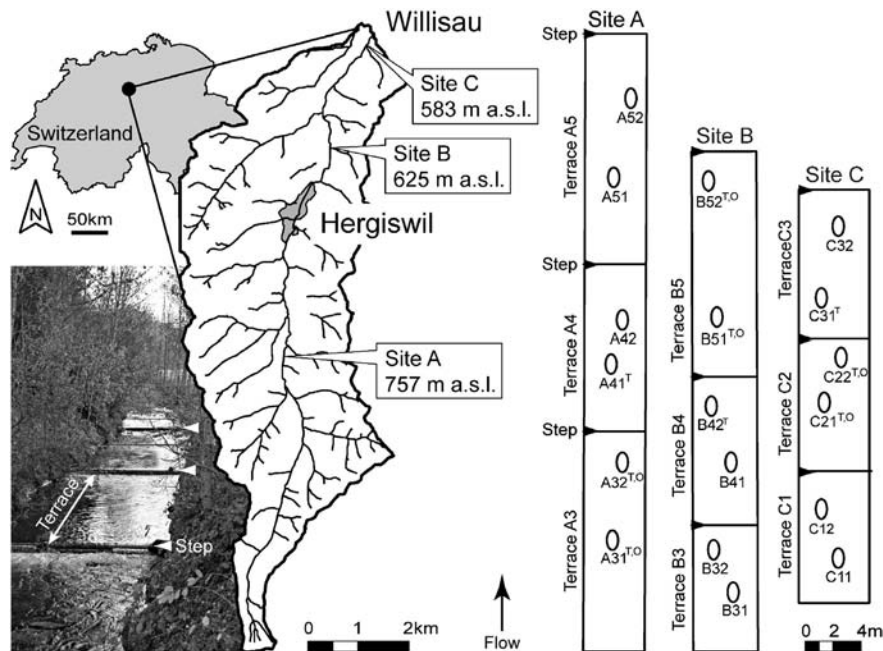 Willisau
Site C
583 m a.s.l.
Switzerland
Site B
625 m a.s.l.
N
50km
Hergiswil
Site A
757 m a.s.l.
Terrace
Step
0 1 2km
Flow
Site A
Step
Terrace A5
A52
A51
Step
Terrace A4
A42
A41T
Step
Terrace A3
A32T,O
A31T,O
Site B
Terrace B5
B52T,O
B51T,O
Terrace B4
B42T
B41
Terrace B3
B32
B31
Site C
TerraceC3
C32
C31T
Terrace C2
C22T,O
C21T,O
Terrace C1
C12
C11
0 2 4m